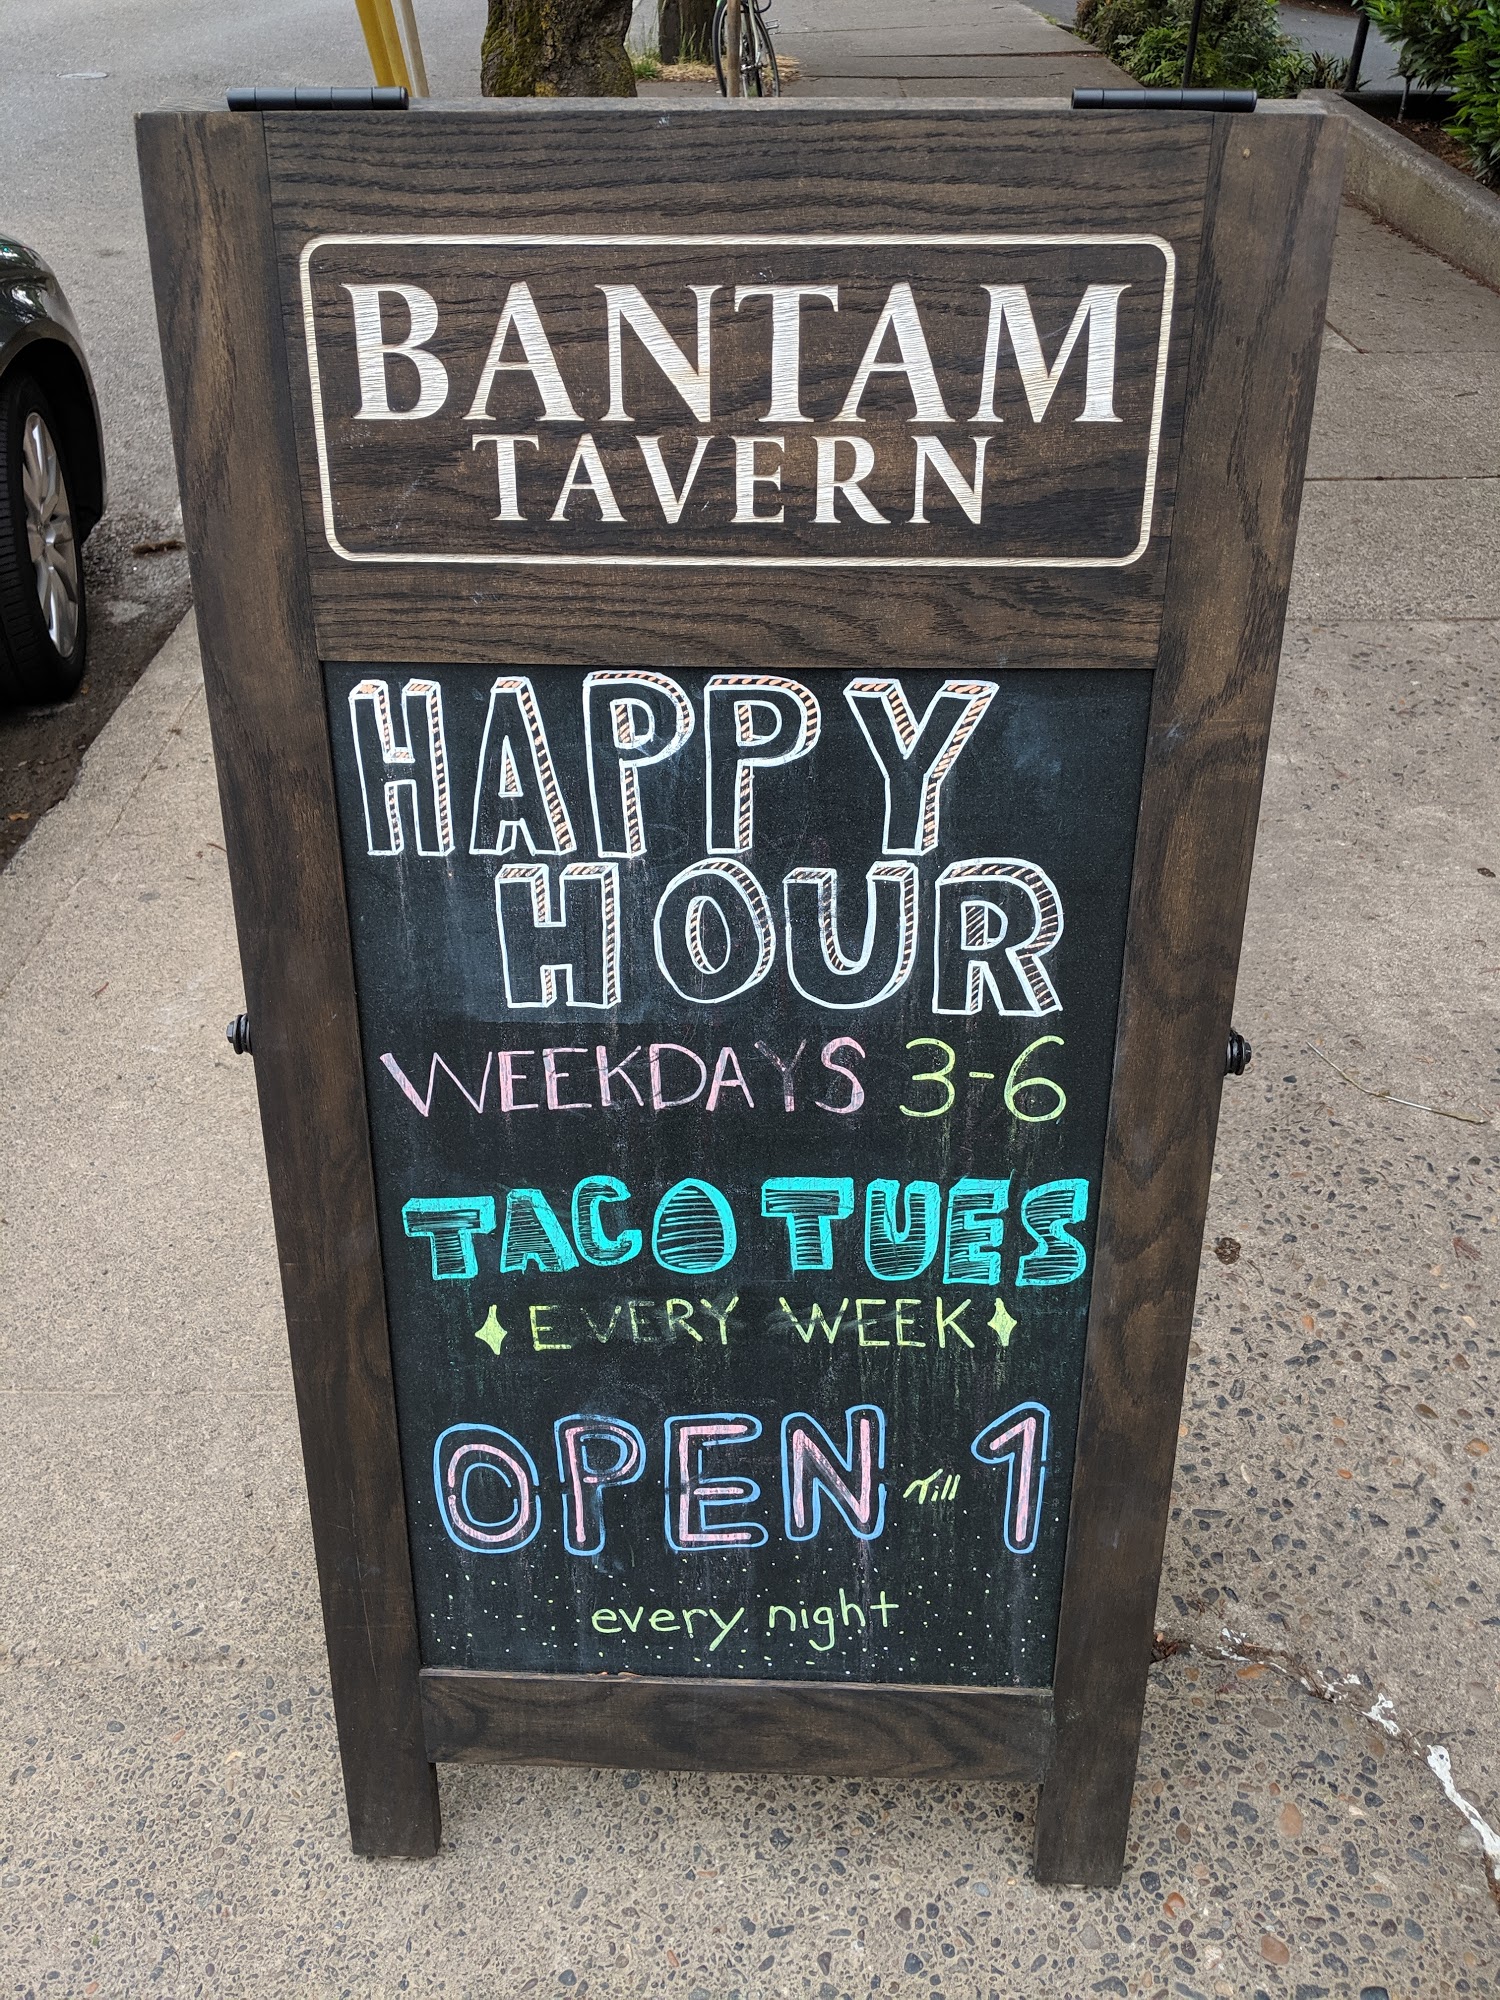 BANTAM
TAVERN
HAPPY
HOUR
WEEKDAYS 3-6
TACO TUES
EVERY WEEK
OPEN 'Till 1
every night